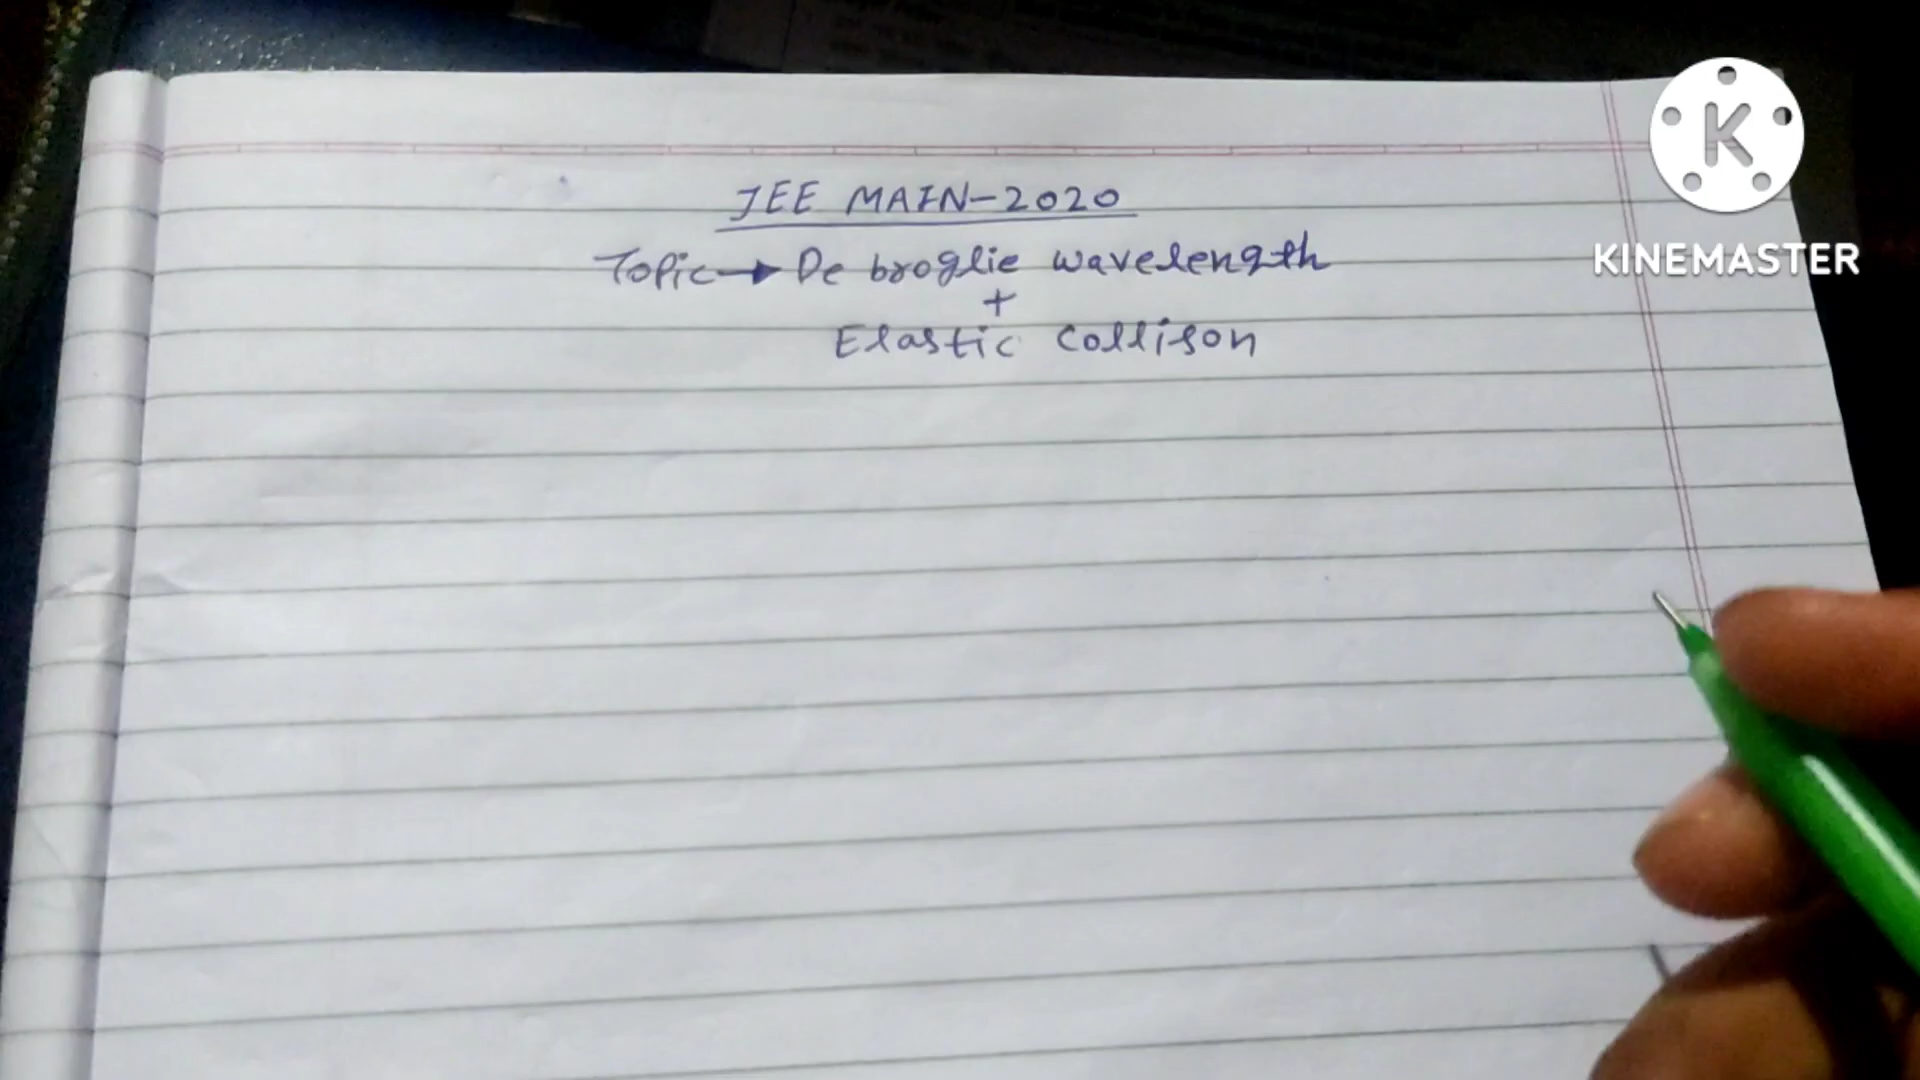 JEE MAIN-2020
Topic→ De broglie wavelength
+
Elastic Collison
K
KINEMASTER